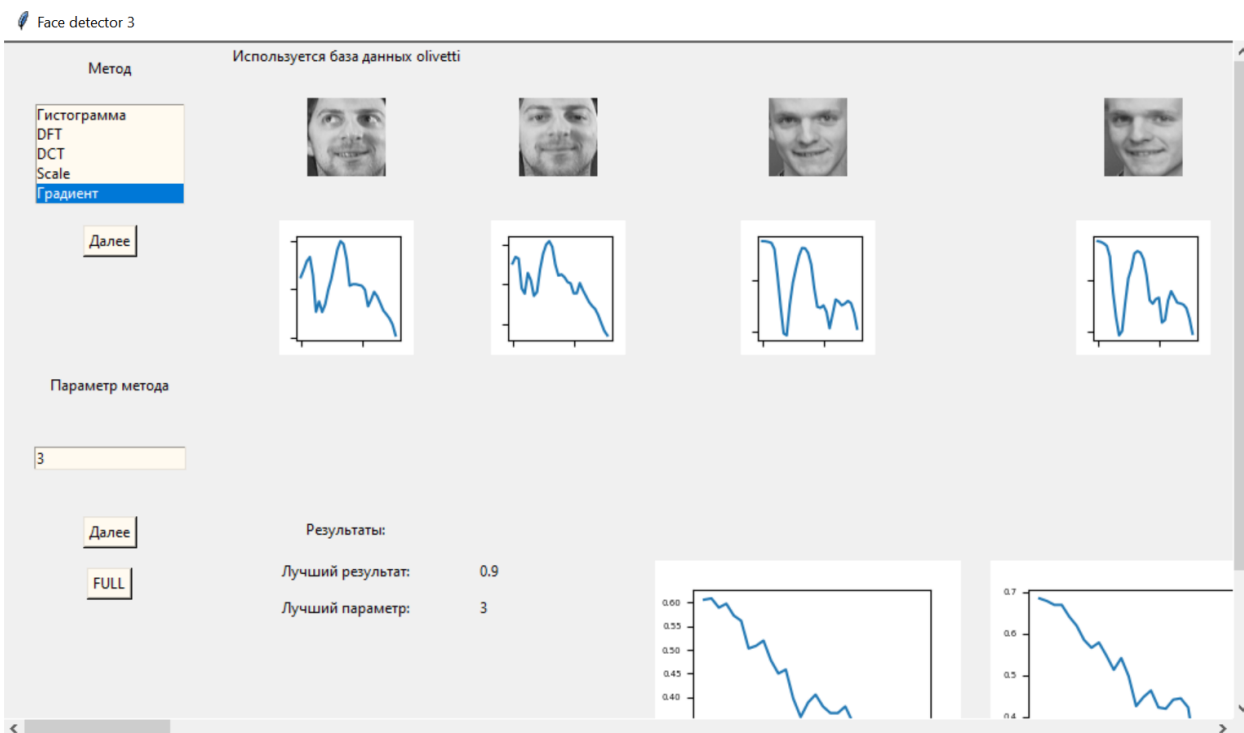 Face detector 3
Метод
Используется база данных olivetti
Гистограмма
DFT
DCT
Scale
Градиент
Далее
Параметр метода
3
Далее
FULL
Результаты:
Лучший результат: 0.9
Лучший параметр: 3
0.60
0.55
0.50
0.45
0.40
0.7
0.6
0.5
0.4